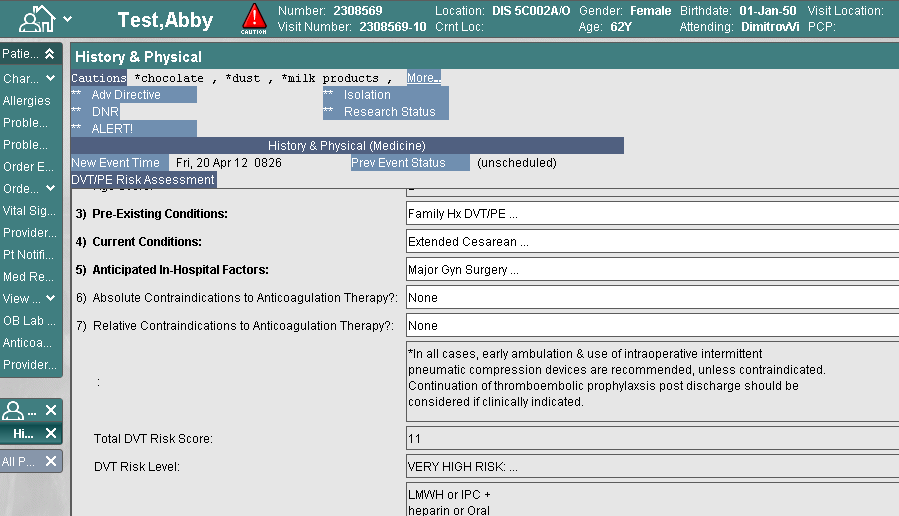 Test,Abby
CAUTION
Number: 2308569
Visit Number: 2308569-10
Location: DIS 5C002A/O
Crnt Loc:
Gender: Female
Age: 62Y
Birthdate: 01-Jan-50
Attending: DimitrovVi
Visit Location:
PCP:
Patie...
Char...
Allergies
Proble...
Proble...
Order E...
Orde...
Vital Sig...
Provider...
Pt Notifi...
Med Re...
View ...
OB Lab ...
Anticoa...
Provider...
...
Hi...
All P...
History & Physical
Cautions *chocolate , *dust , *milk products , More..
** Adv Directive ** Isolation
** DNR ** Research Status
** ALERT!
History & Physical (Medicine)
New Event Time Fri, 20 Apr 12 0826 Prev Event Status (unscheduled)
DVT/PE Risk Assessment
3) Pre-Existing Conditions: Family Hx DVT/PE ...
4) Current Conditions: Extended Cesarean ...
5) Anticipated In-Hospital Factors: Major Gyn Surgery ...
6) Absolute Contraindications to Anticoagulation Therapy?: None
7) Relative Contraindications to Anticoagulation Therapy?: None
:
*In all cases, early ambulation & use of intraoperative intermittent
pneumatic compression devices are recommended, unless contraindicated.
Continuation of thromboembolic prophylaxsis post discharge should be
considered if clinically indicated.
Total DVT Risk Score: 11
DVT Risk Level: VERY HIGH RISK: ...
LMWH or IPC +
heparin or Oral